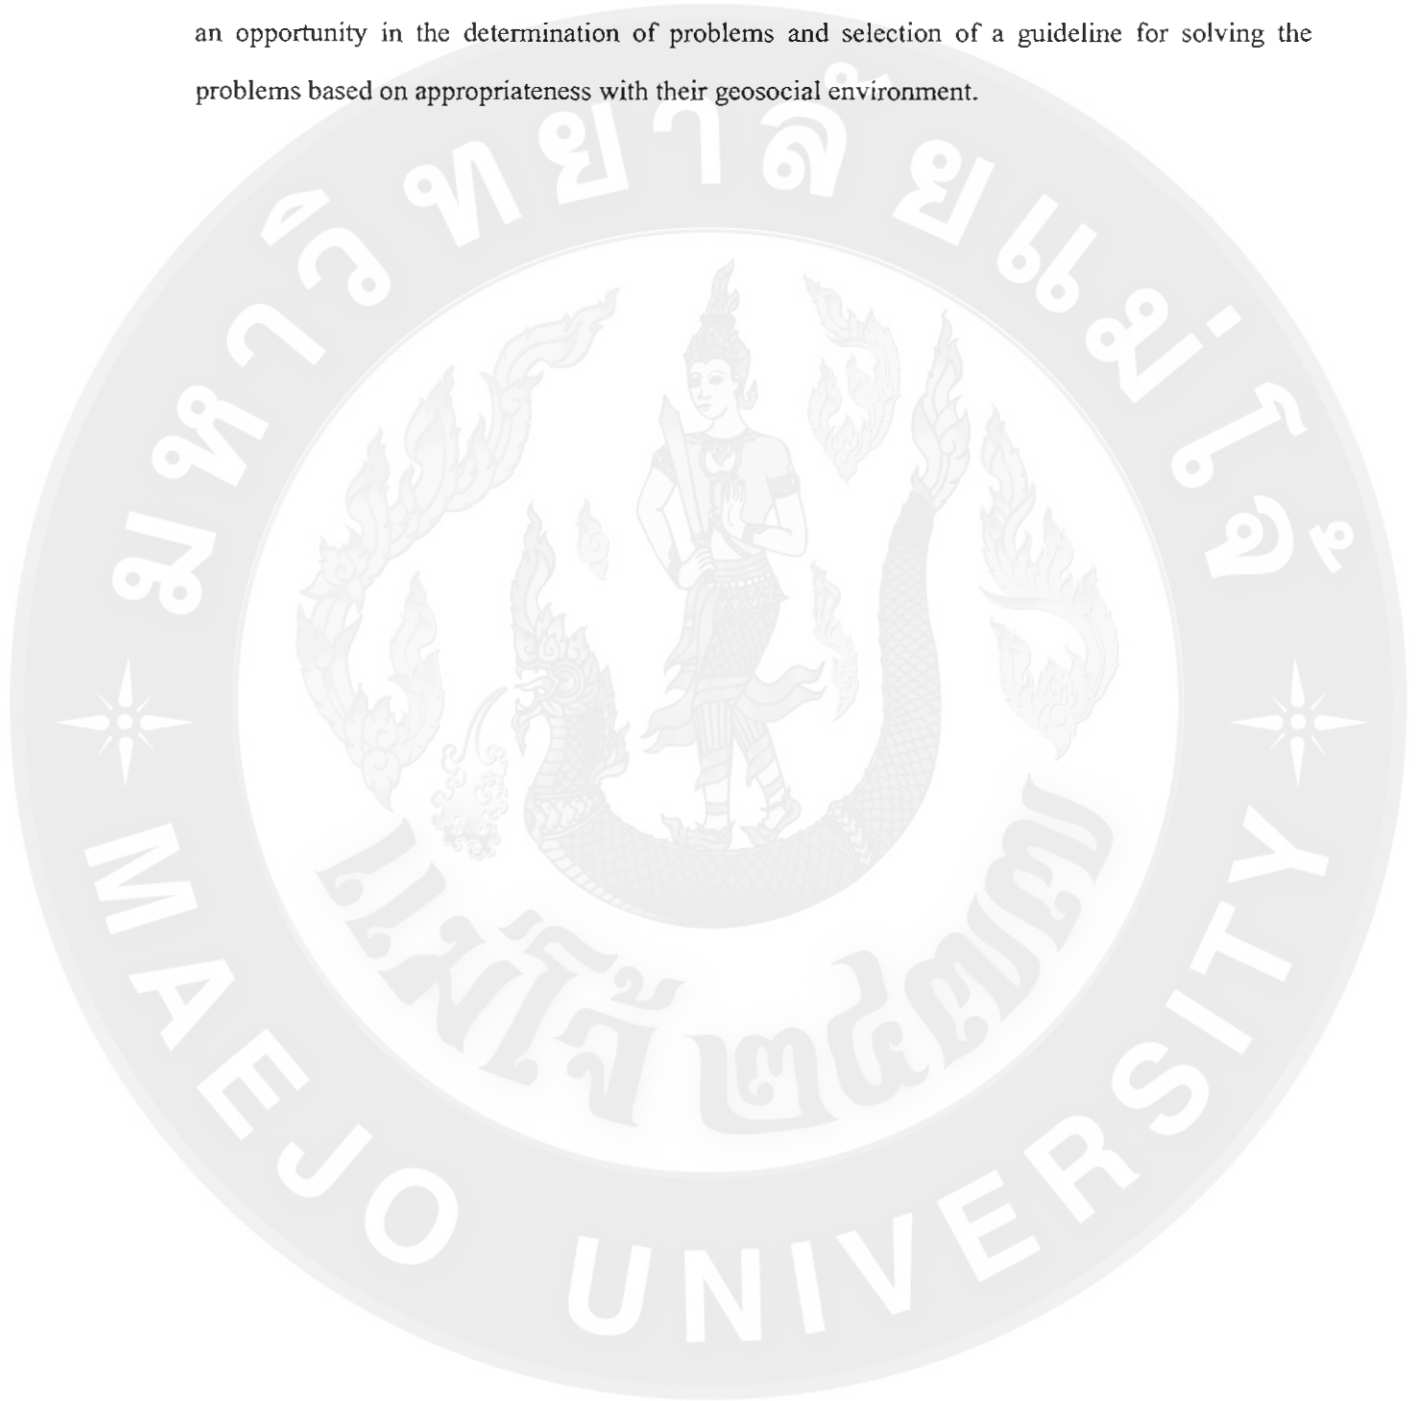 an opportunity in the determination of problems and selection of a guideline for solving the
problems based on appropriateness with their geosocial environment.
มหาวิทยาลัยแม่โจ้
แม่โจ้ ๒๔๗๗
MAEJO UNIVERSITY